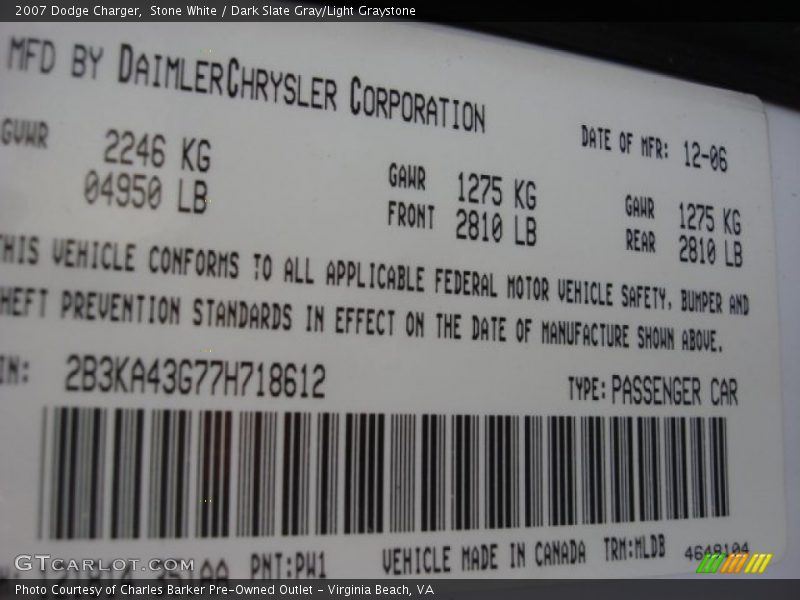 2007 Dodge Charger, Stone White / Dark Slate Gray/Light Graystone
MFD BY DAIMLERCHRYSLER CORPORATION
DATE OF MFR: 12-06
GVWR 2246 KG
04950 LB
GAWR 1275 KG
FRONT 2810 LB
GAWR 1275 KG
REAR 2810 LB
THIS VEHICLE CONFORMS TO ALL APPLICABLE FEDERAL MOTOR VEHICLE SAFETY, BUMPER AND
HEFT PREVENTION STANDARDS IN EFFECT ON THE DATE OF MANUFACTURE SHOWN ABOVE.
IN: 2B3KA43G77H718612
TYPE: PASSENGER CAR
PNT:PW1 VEHICLE MADE IN CANADA TRM:MLDB
GTCARLOT.COM
Photo Courtesy of Charles Barker Pre-Owned Outlet - Virginia Beach, VA